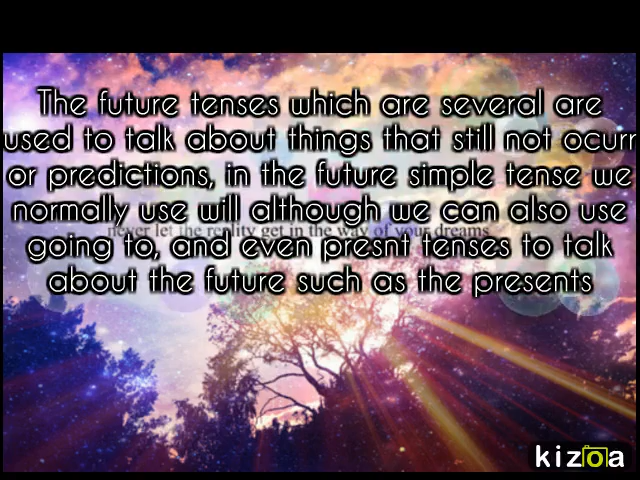 The future tenses which are several are
used to talk about things that still not ocurr
or predictions, in the future simple tense we
normally use will although we can also use
never let the reality get in the way of your dreams
going to, and even presnt tenses to talk
about the future such as the presents
kizoa